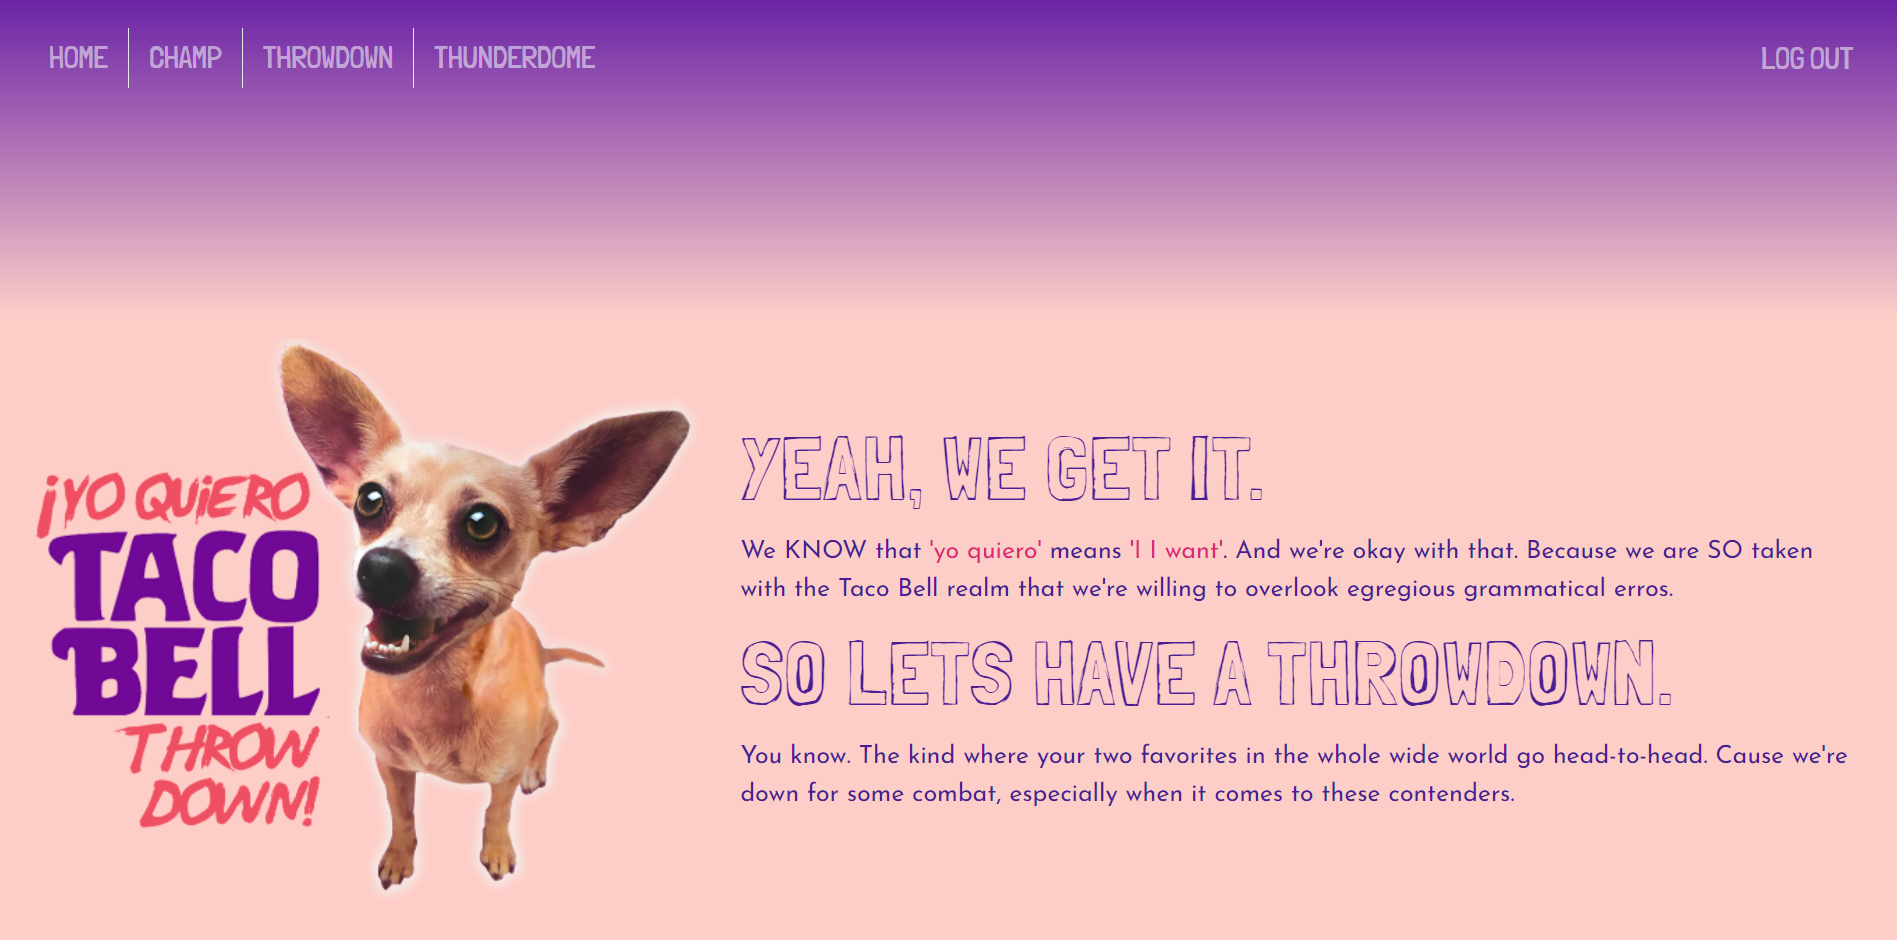 HOME
CHAMP
THROWDOWN
THUNDERDOME
LOG OUT
¡YO QUiERO
TACO
BELL
THROW
DOWN!
YEAH, WE GET IT.
We KNOW that 'yo quiero' means 'I I want'. And we're okay with that. Because we are SO taken
with the Taco Bell realm that we're willing to overlook egregious grammatical erros.
SO LETS HAVE A THROWDOWN.
You know. The kind where your two favorites in the whole wide world go head-to-head. Cause we're
down for some combat, especially when it comes to these contenders.